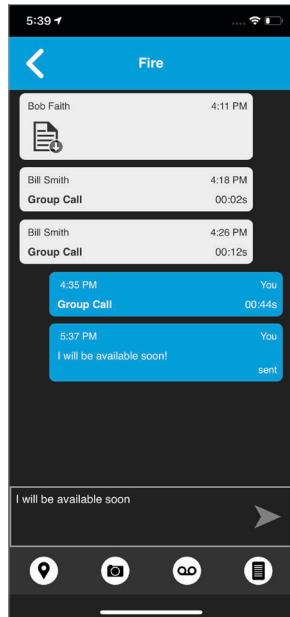 5:39
Fire
Bob Faith 4:11 PM
Bill Smith 4:18 PM
Group Call 00:02s
Bill Smith 4:26 PM
Group Call 00:12s
4:35 PM You
Group Call 00:44s
5:37 PM You
I will be available soon!
sent
I will be available soon